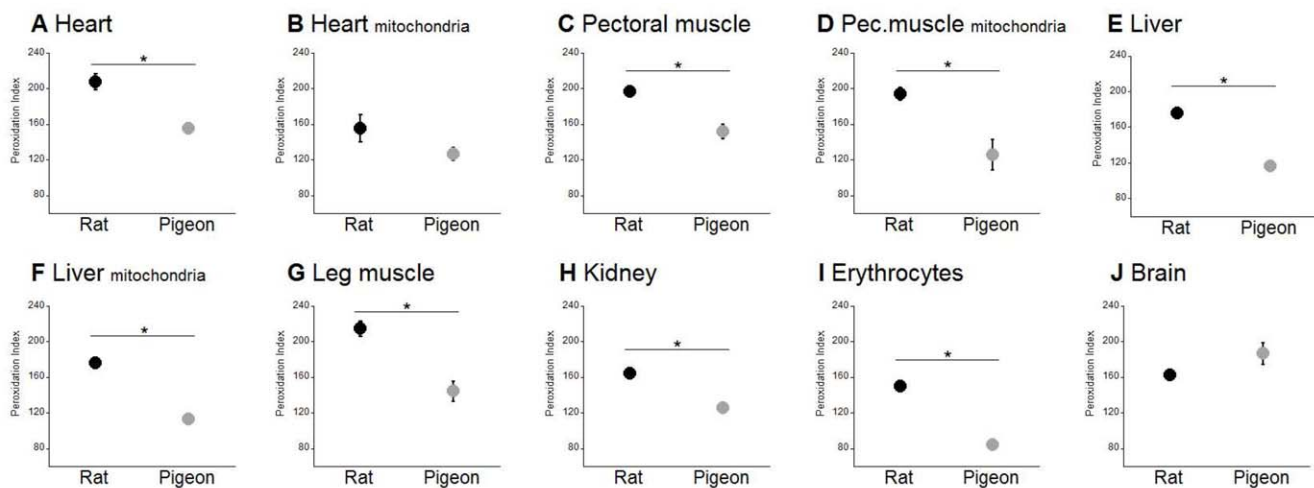 A Heart
B Heart mitochondria
C Pectoral muscle
D Pec.muscle mitochondria
E Liver
Peroxidation Index
240
200
160
120
80
*
Rat Pigeon
Peroxidation Index
240
200
160
120
80
Rat Pigeon
Peroxidation Index
240
200
160
120
80
*
Rat Pigeon
Peroxidation Index
240
200
160
120
80
*
Rat Pigeon
Peroxidation Index
240
200
160
120
80
*
Rat Pigeon
F Liver mitochondria
G Leg muscle
H Kidney
I Erythrocytes
J Brain
Peroxidation Index
240
200
160
120
80
*
Rat Pigeon
Peroxidation Index
240
200
160
120
80
*
Rat Pigeon
Peroxidation Index
240
200
160
120
80
*
Rat Pigeon
Peroxidation Index
240
200
160
120
80
*
Rat Pigeon
Peroxidation Index
240
200
160
120
80
Rat Pigeon